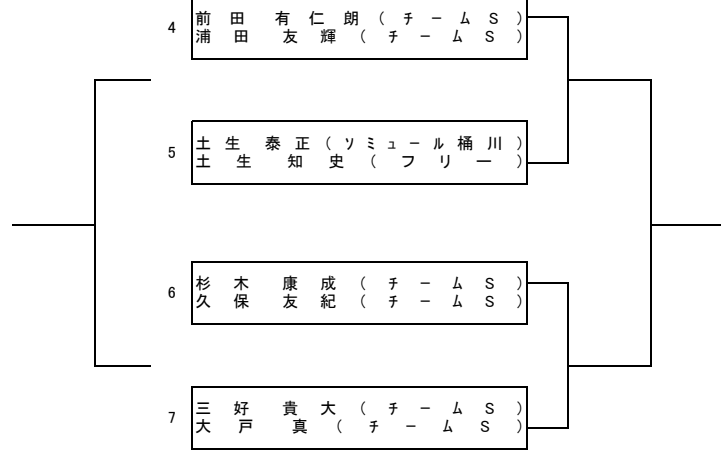 4
前田 有仁朗(チームS)
浦田 友輝(チームS)
5
土生 泰正(ソミュール桶川)
土生 知史(フリー)
6
杉木 康成(チームS)
久保 友紀(チームS)
7
三好 貴大(チームS)
大戸 真(チームS)